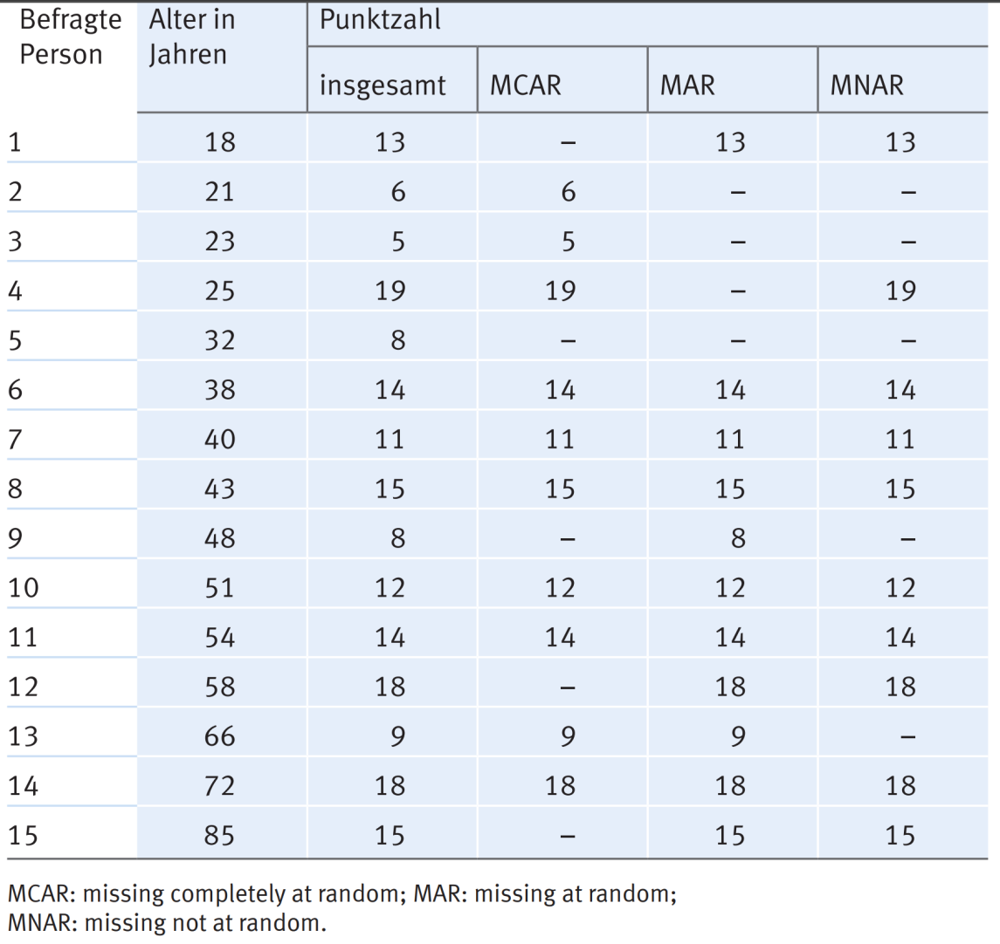 Befragte Person Alter in Jahren Punktzahl
insgesamt MCAR MAR MNAR
1 18 13 – 13 13
2 21 6 6 – –
3 23 5 5 – –
4 25 19 19 – 19
5 32 8 – – –
6 38 14 14 14 14
7 40 11 11 11 11
8 43 15 15 15 15
9 48 8 – 8 –
10 51 12 12 12 12
11 54 14 14 14 14
12 58 18 – 18 18
13 66 9 9 9 –
14 72 18 18 18 18
15 85 15 – 15 15
MCAR: missing completely at random; MAR: missing at random;
MNAR: missing not at random.